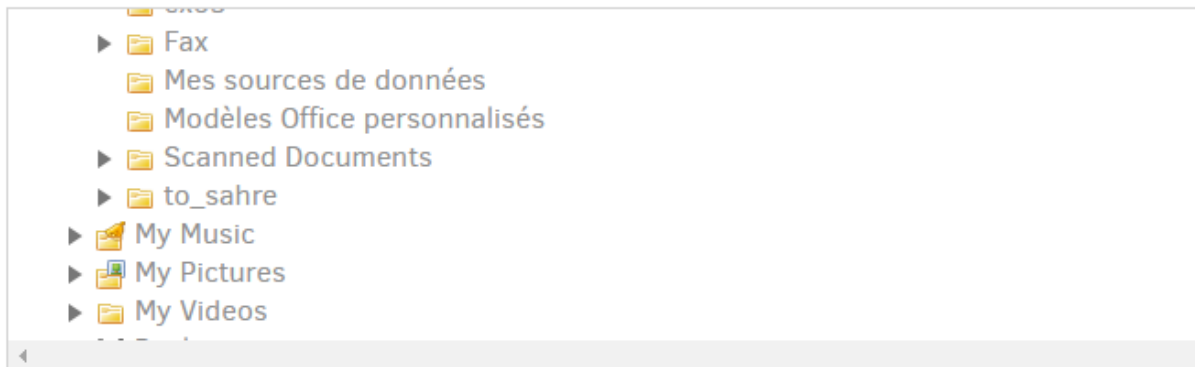 Fax
Mes sources de données
Modèles Office personnalisés
Scanned Documents
to_sahre
My Music
My Pictures
My Videos